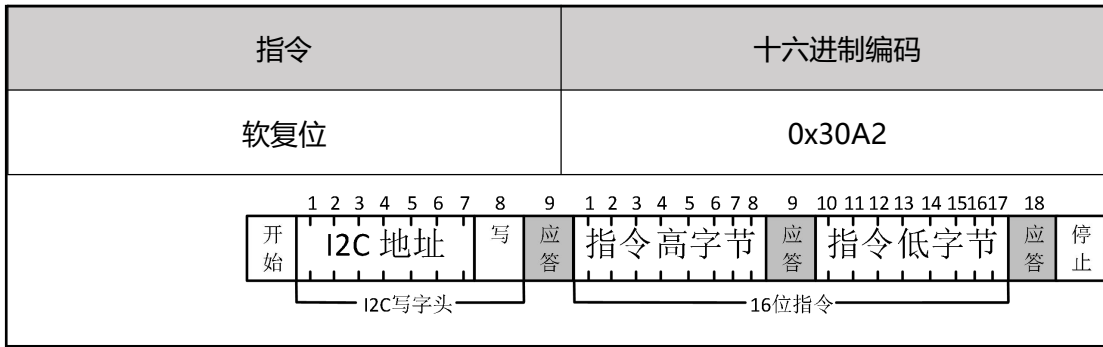 指令 十六进制编码
软复位 0x30A2
1 2 3 4 5 6 7 8 9 1 2 3 4 5 6 7 8 9 10 11 12 13 14 15 16 17 18
开始 I2C 地址 写 应答 指令高字节 应答 指令低字节 应答 停止
I2C写字头 16位指令